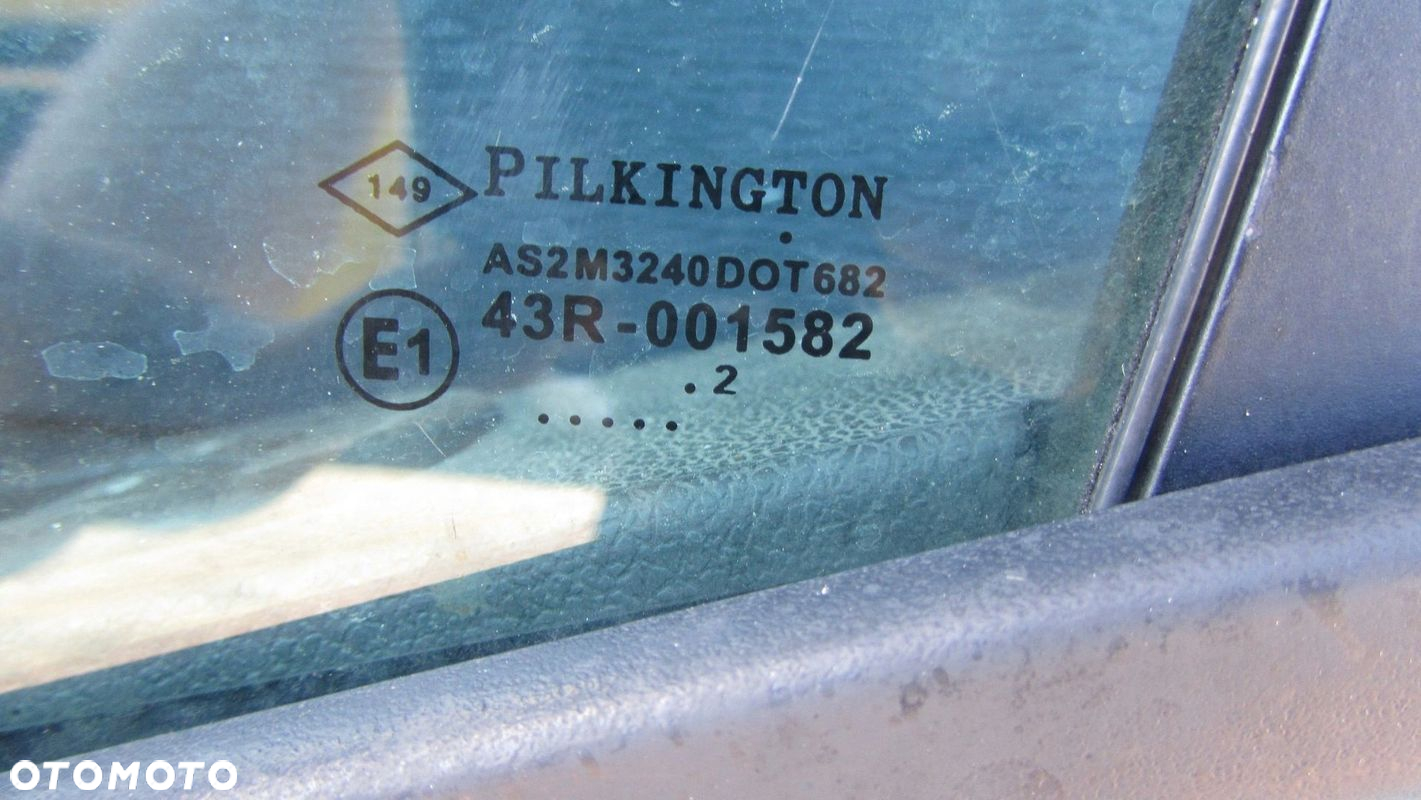 149 PILKINGTON
.
AS2M3240DOT682
E1 43R-001582
.2
.....
OTOMOTO